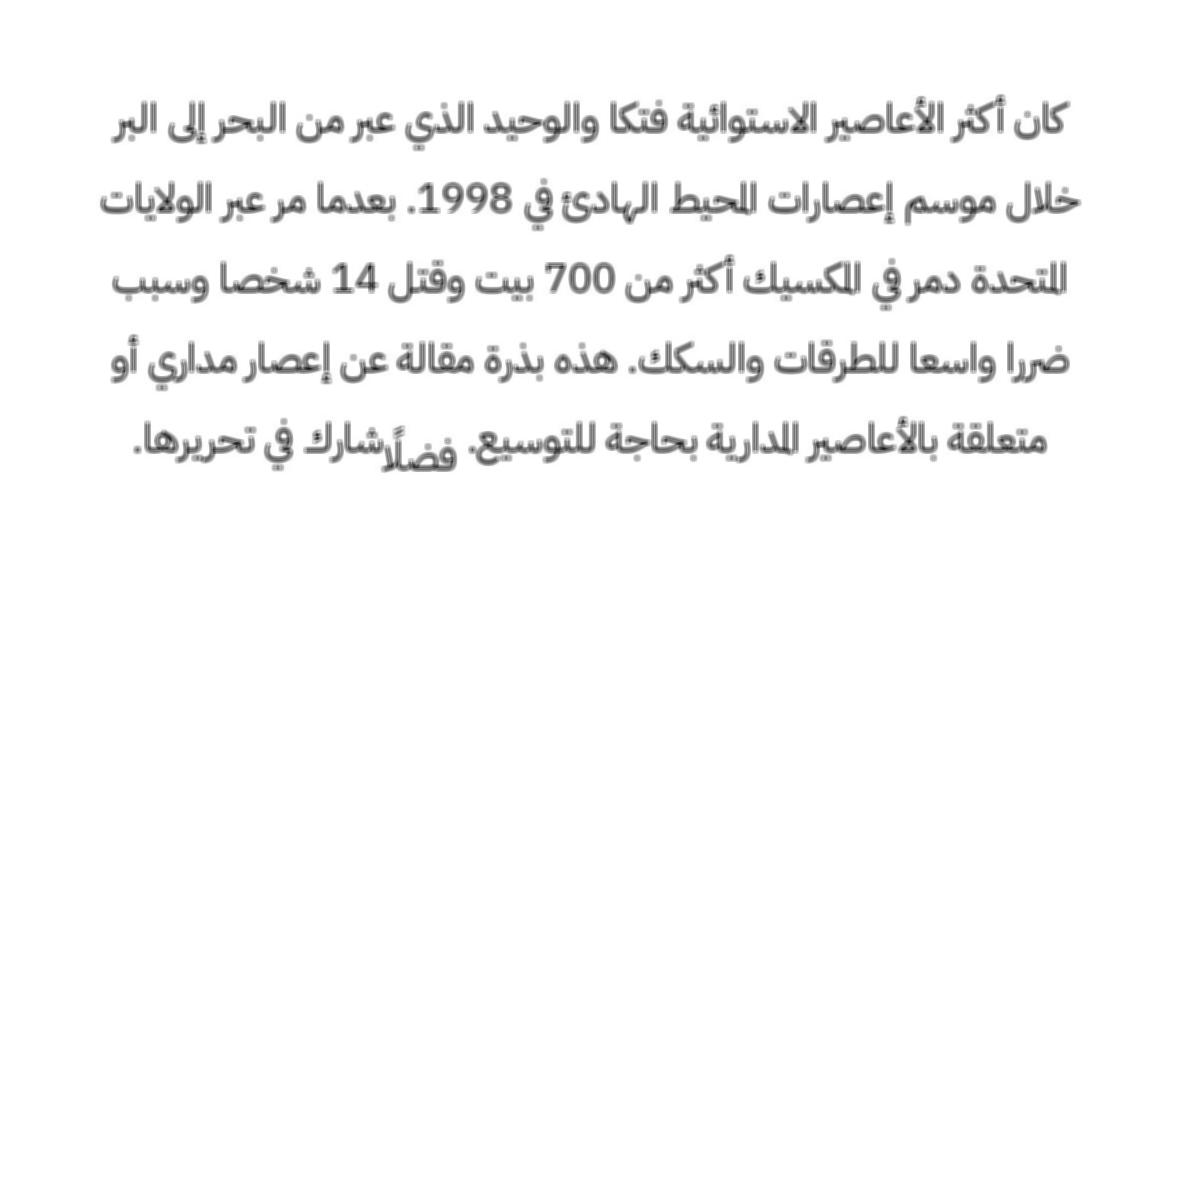 كان أكثر الأعاصير الاستوائية فتكا والوحيد الذي عبر من البحر إلى البر
خلال موسم إعصارات المحيط الهادئ في 1998. بعدما مر عبر الولايات
المتحدة دمر في المكسيك أكثر من 700 بيت وقتل 14 شخصا وسبب
ضررا واسعا للطرقات والسكك. هذه بذرة مقالة عن إعصار مداري أو
متعلقة بالأعاصير المدارية بحاجة للتوسيع. فضلًا شارك في تحريرها.